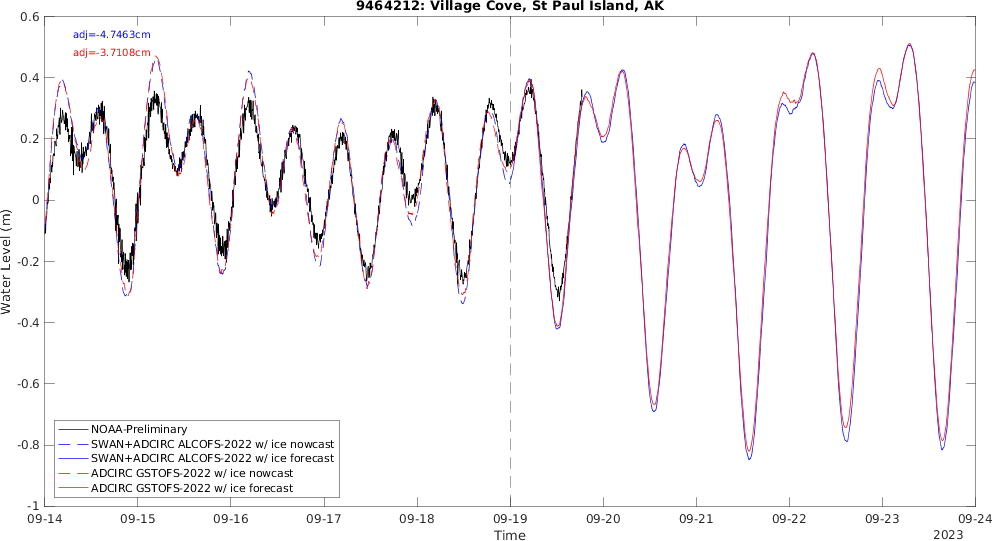 9464212: Village Cove, St Paul Island, AK
0.6
adj=-4.7463cm
adj=-3.7108cm
0.4
0.2
0
-0.2
-0.4
-0.6
-0.8
-1
Water Level (m)
NOAA-Preliminary
SWAN+ADCIRC ALCOFS-2022 w/ ice nowcast
SWAN+ADCIRC ALCOFS-2022 w/ ice forecast
ADCIRC GSTOFS-2022 w/ ice nowcast
ADCIRC GSTOFS-2022 w/ ice forecast
09-14 09-15 09-16 09-17 09-18 09-19 09-20 09-21 09-22 09-23 09-24
Time
2023